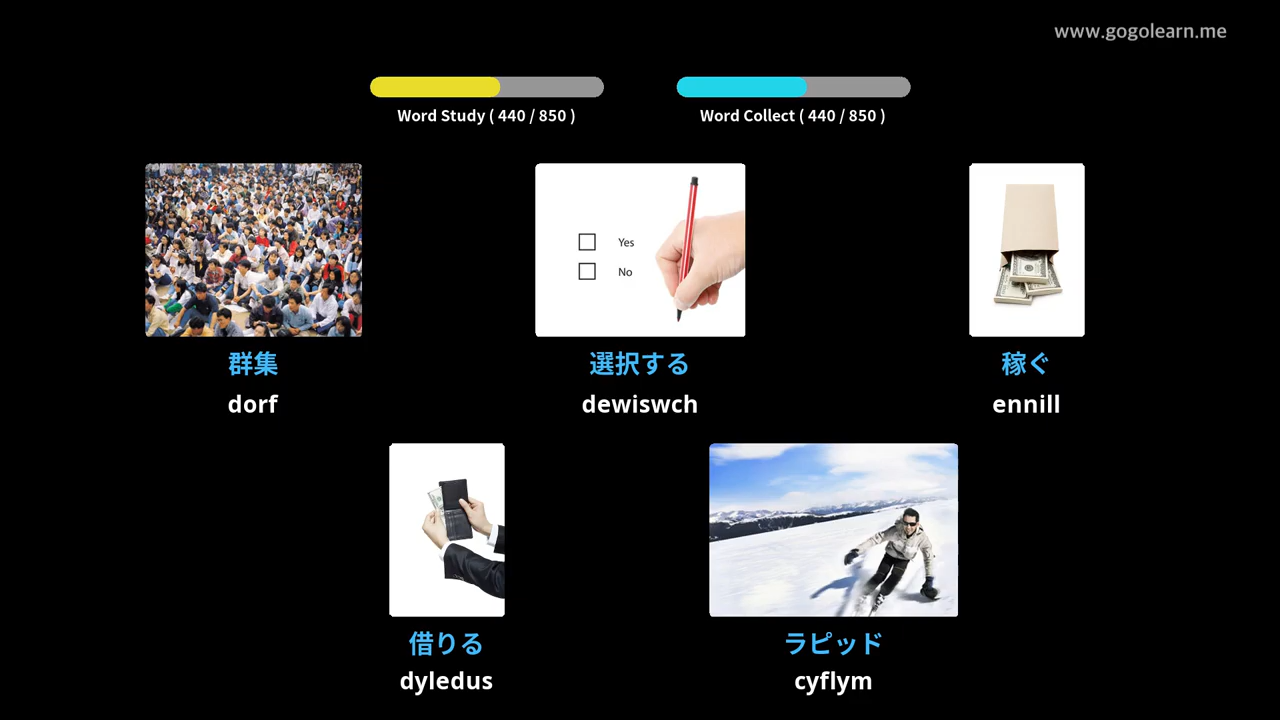 www.gogolearn.me
Word Study ( 440 / 850 )
Word Collect ( 440 / 850 )
Yes
No
群集
選択する
稼ぐ
dorf
dewiswch
ennill
借りる
ラピッド
dyledus
cyflym